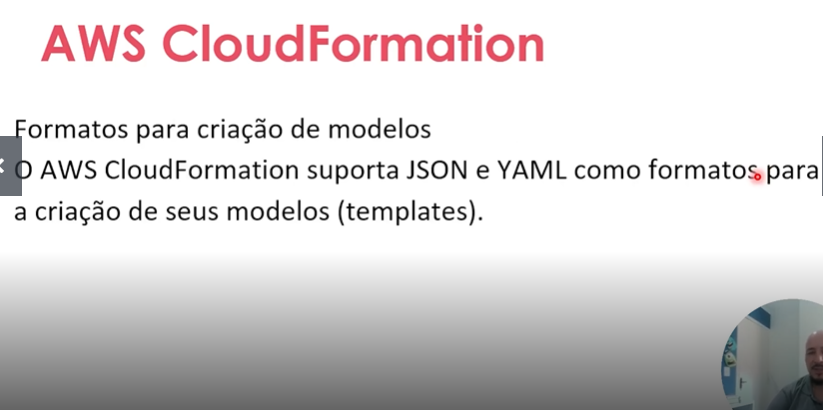 AWS CloudFormation
Formatos para criação de modelos
O AWS CloudFormation suporta JSON e YAML como formatos para
a criação de seus modelos (templates).